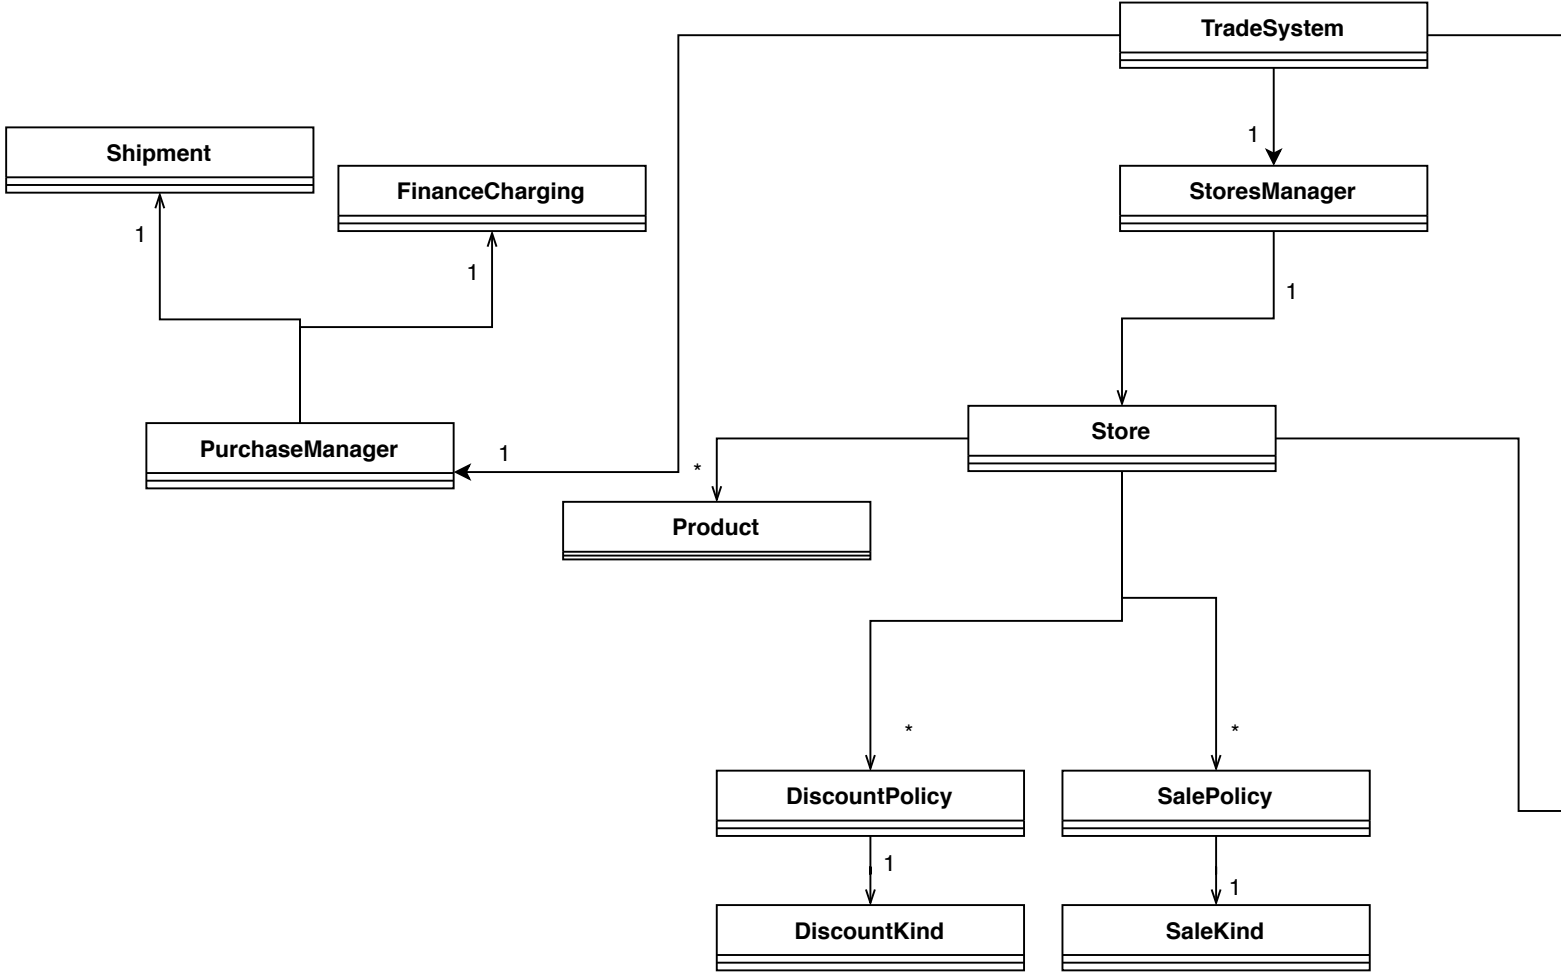 TradeSystem
Shipment
1
FinanceCharging
StoresManager
1
1
1
Store
PurchaseManager
1
*
Product
*
*
DiscountPolicy
SalePolicy
1
1
DiscountKind
SaleKind